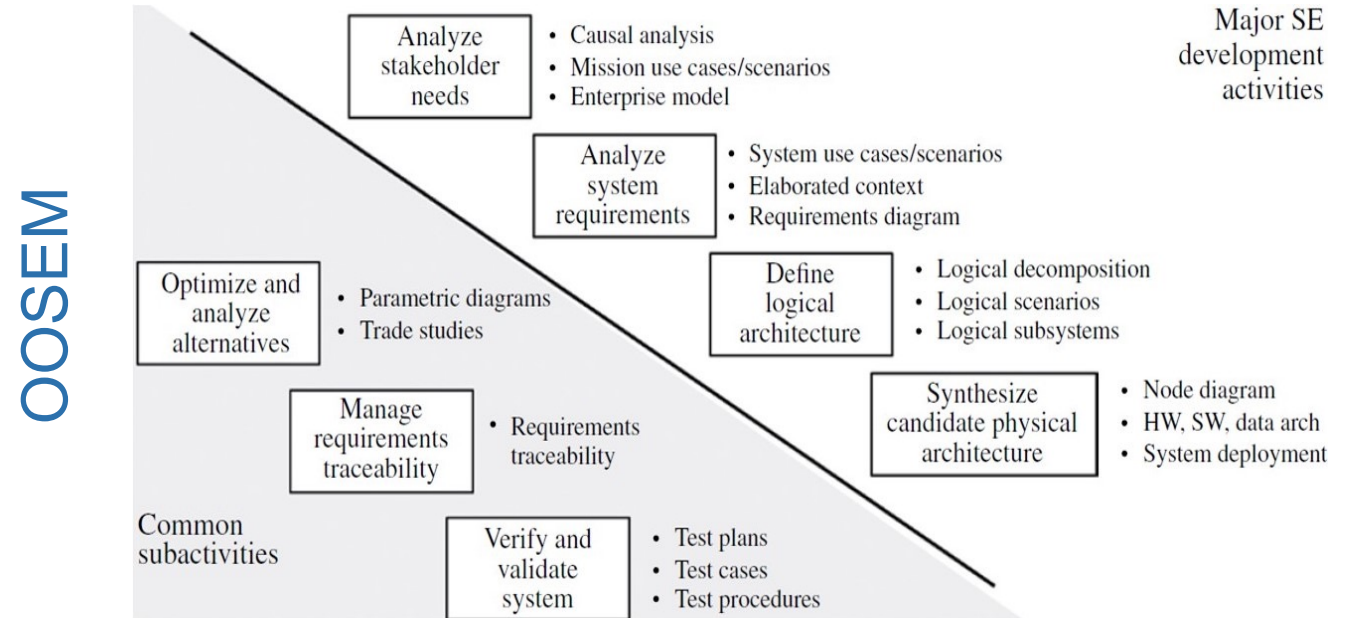 OOSEM
Major SE
development
activities
Analyze
stakeholder
needs
• Causal analysis
• Mission use cases/scenarios
• Enterprise model
Analyze
system
requirements
• System use cases/scenarios
• Elaborated context
• Requirements diagram
Define
logical
architecture
• Logical decomposition
• Logical scenarios
• Logical subsystems
Synthesize
candidate physical
architecture
• Node diagram
• HW, SW, data arch
• System deployment
Optimize and
analyze
alternatives
• Parametric diagrams
• Trade studies
Manage
requirements
traceability
• Requirements
traceability
Common
subactivities
Verify and
validate
system
• Test plans
• Test cases
• Test procedures